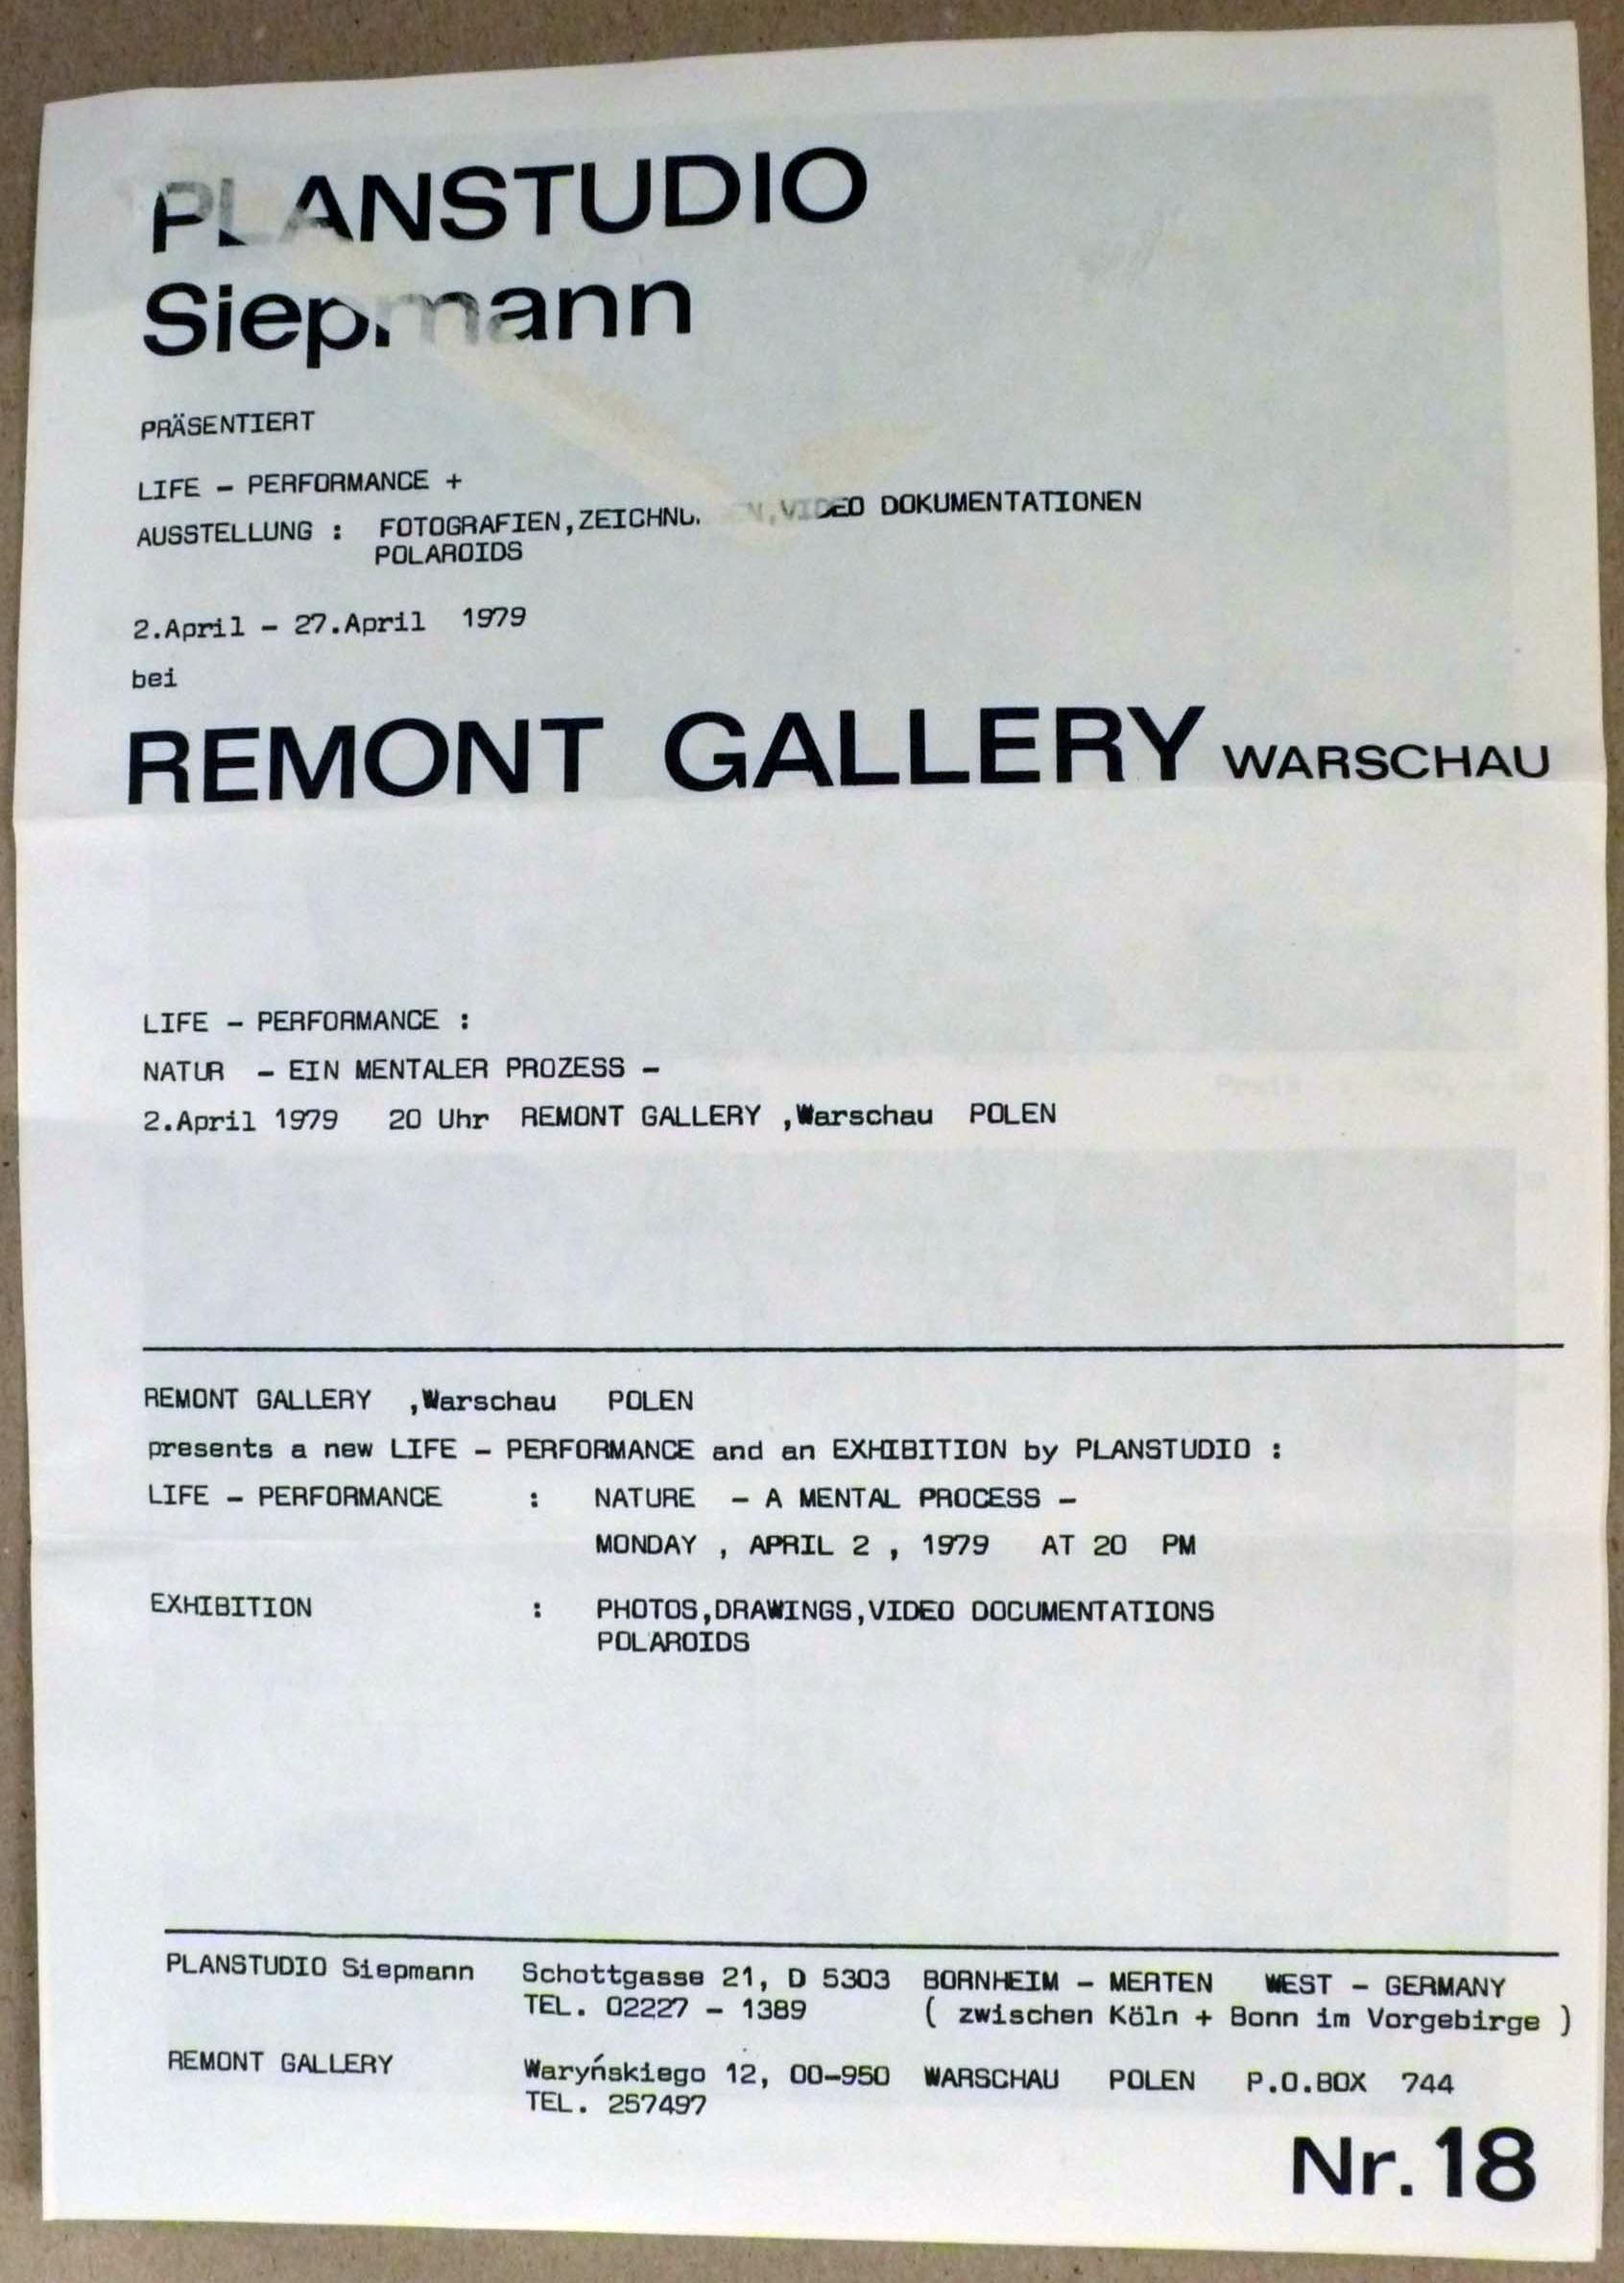 PLANSTUDIO
Siepmann
PRÄSENTIERT
LIFE – PERFORMANCE +
AUSSTELLUNG : FOTOGRAFIEN,ZEICHNUNGEN,VIDEO DOKUMENTATIONEN
POLAROIDS
2.April – 27.April 1979
bei
REMONT GALLERY WARSCHAU
LIFE – PERFORMANCE :
NATUR – EIN MENTALER PROZESS –
2.April 1979 20 Uhr REMONT GALLERY ,Warschau POLEN
REMONT GALLERY ,Warschau POLEN
presents a new LIFE – PERFORMANCE and an EXHIBITION by PLANSTUDIO :
LIFE – PERFORMANCE : NATURE – A MENTAL PROCESS –
MONDAY , APRIL 2 , 1979 AT 20 PM
EXHIBITION : PHOTOS,DRAWINGS,VIDEO DOCUMENTATIONS
POLAROIDS
PLANSTUDIO Siepmann Schottgasse 21, D 5303 BORNHEIM – MERTEN WEST – GERMANY
TEL. 02227 – 1389 ( zwischen Köln + Bonn im Vorgebirge )
REMONT GALLERY Waryńskiego 12, 00–950 WARSCHAU POLEN P.O.BOX 744
TEL. 257497
Nr.18